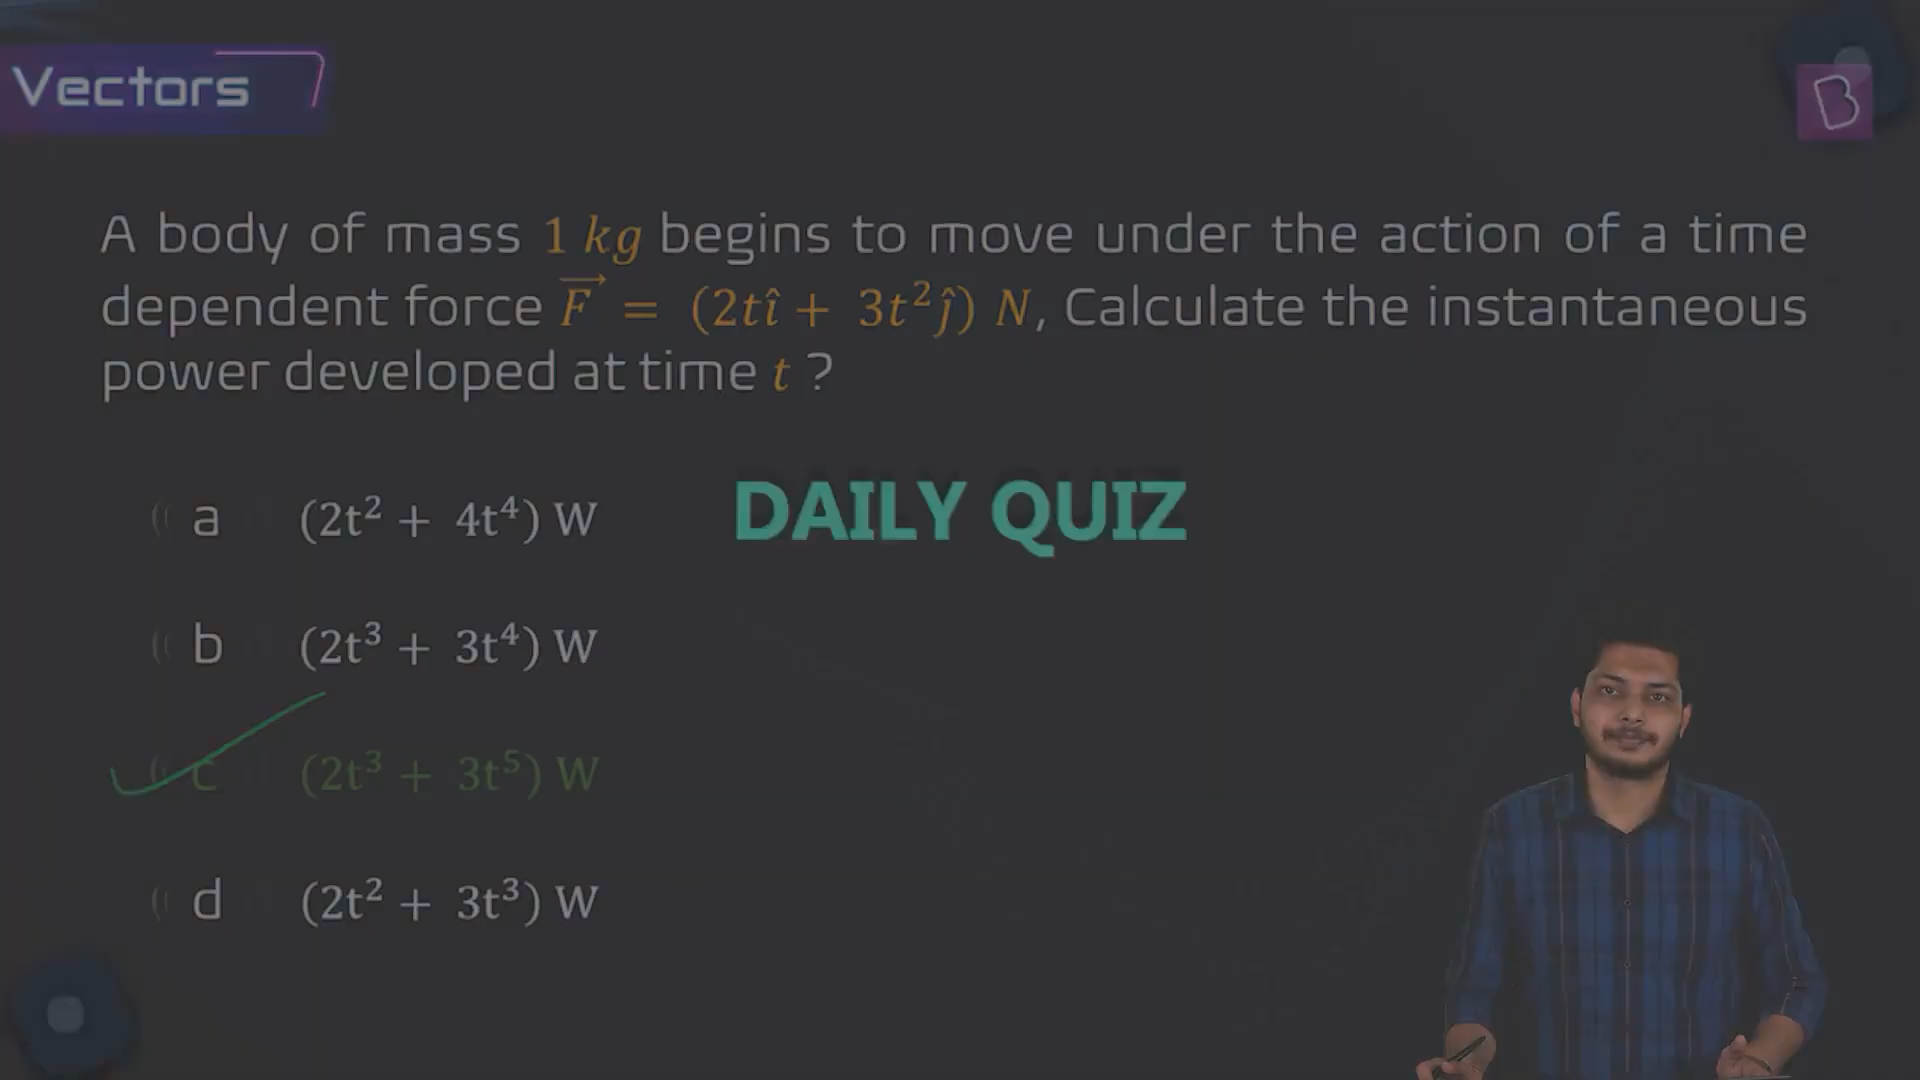 Vectors
B
A body of mass 1 kg begins to move under the action of a time
dependent force F⃗ = (2tî + 3t²ĵ) N, Calculate the instantaneous
power developed at time t ?
DAILY QUIZ
a (2t² + 4t⁴) W
b (2t³ + 3t⁴) W
c (2t³ + 3t⁵) W
d (2t² + 3t³) W